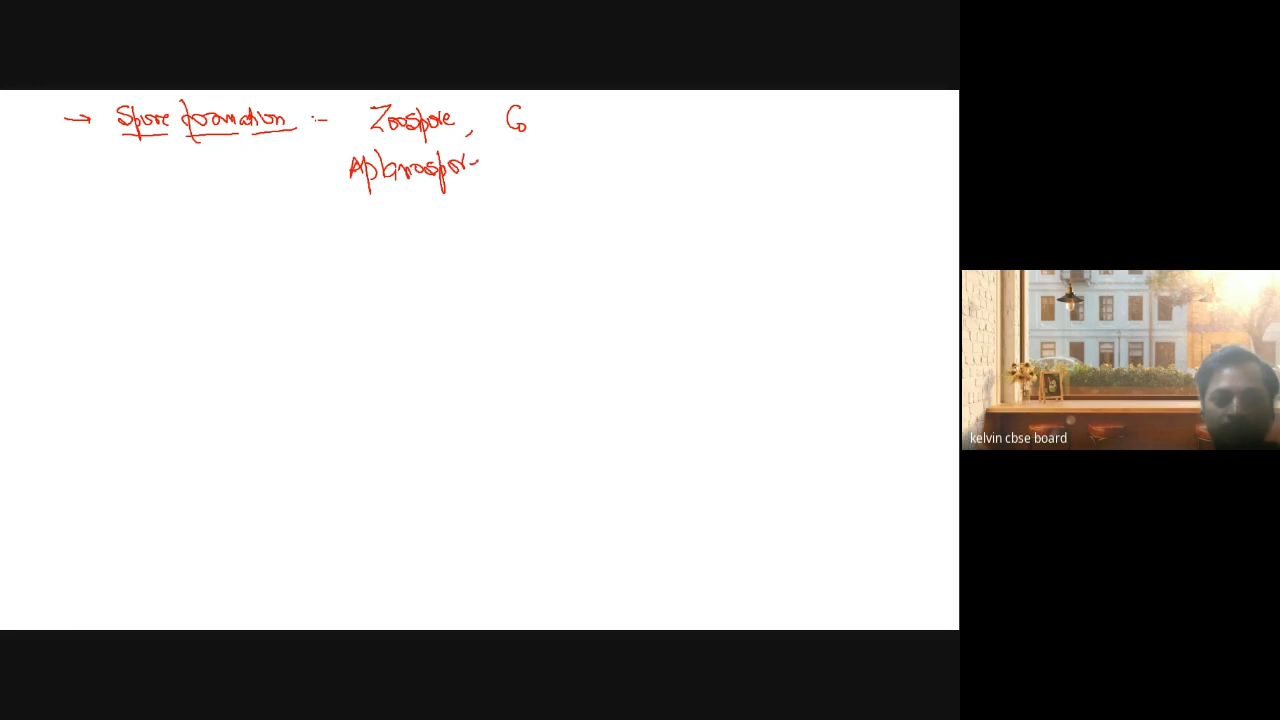 → Spore formation :- Zoospore, Co
Aplanospor
kelvin cbse board